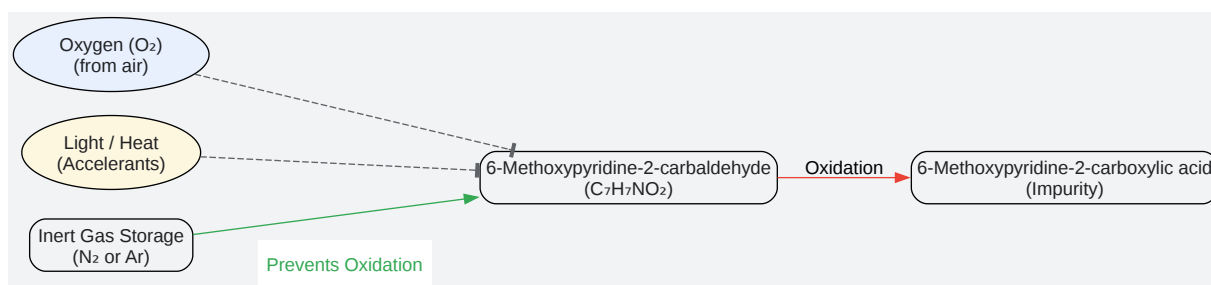 Oxygen (O₂)
(from air)
Light / Heat
(Accelerants)
Inert Gas Storage
(N₂ or Ar)
Prevents Oxidation
6-Methoxypyridine-2-carbaldehyde
(C₇H₇NO₂)
Oxidation
6-Methoxypyridine-2-carboxylic acid
(Impurity)